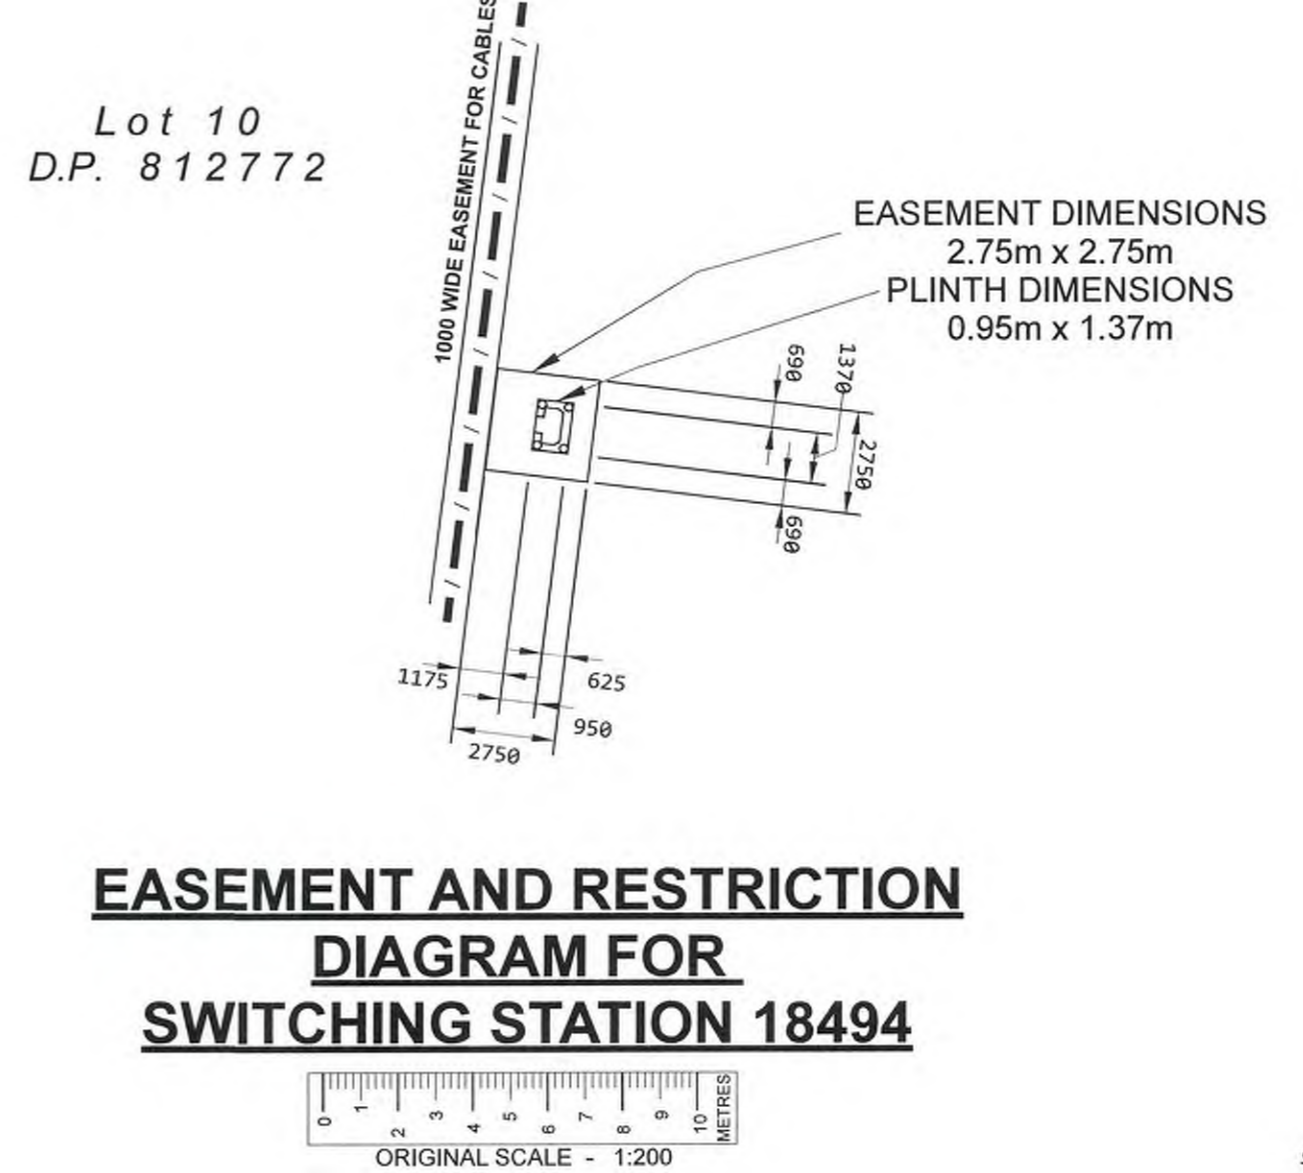 1000 WIDE EASEMENT FOR CABLES
Lot 10
D.P. 812772
EASEMENT DIMENSIONS
2.75m x 2.75m
PLINTH DIMENSIONS
0.95m x 1.37m
690
1370
2750
690
1175
625
950
2750
EASEMENT AND RESTRICTION
DIAGRAM FOR
SWITCHING STATION 18494
0 1 2 3 4 5 6 7 8 9 10 METRES
ORIGINAL SCALE - 1:200